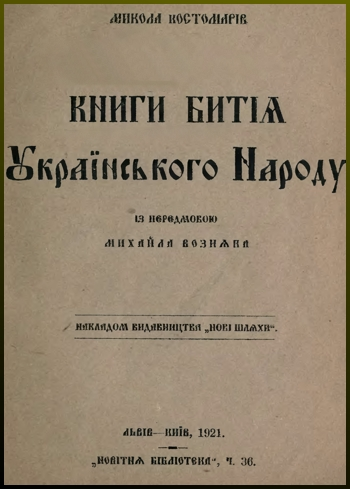 Микола Костомарів
Книги Битія
Українського Народу
із передмовою
Михайла Возняка
Накладом видавництва „Нові Шляхи“.
Львів—Київ, 1921.
„Новітня Бібліотека“, ч. 36.